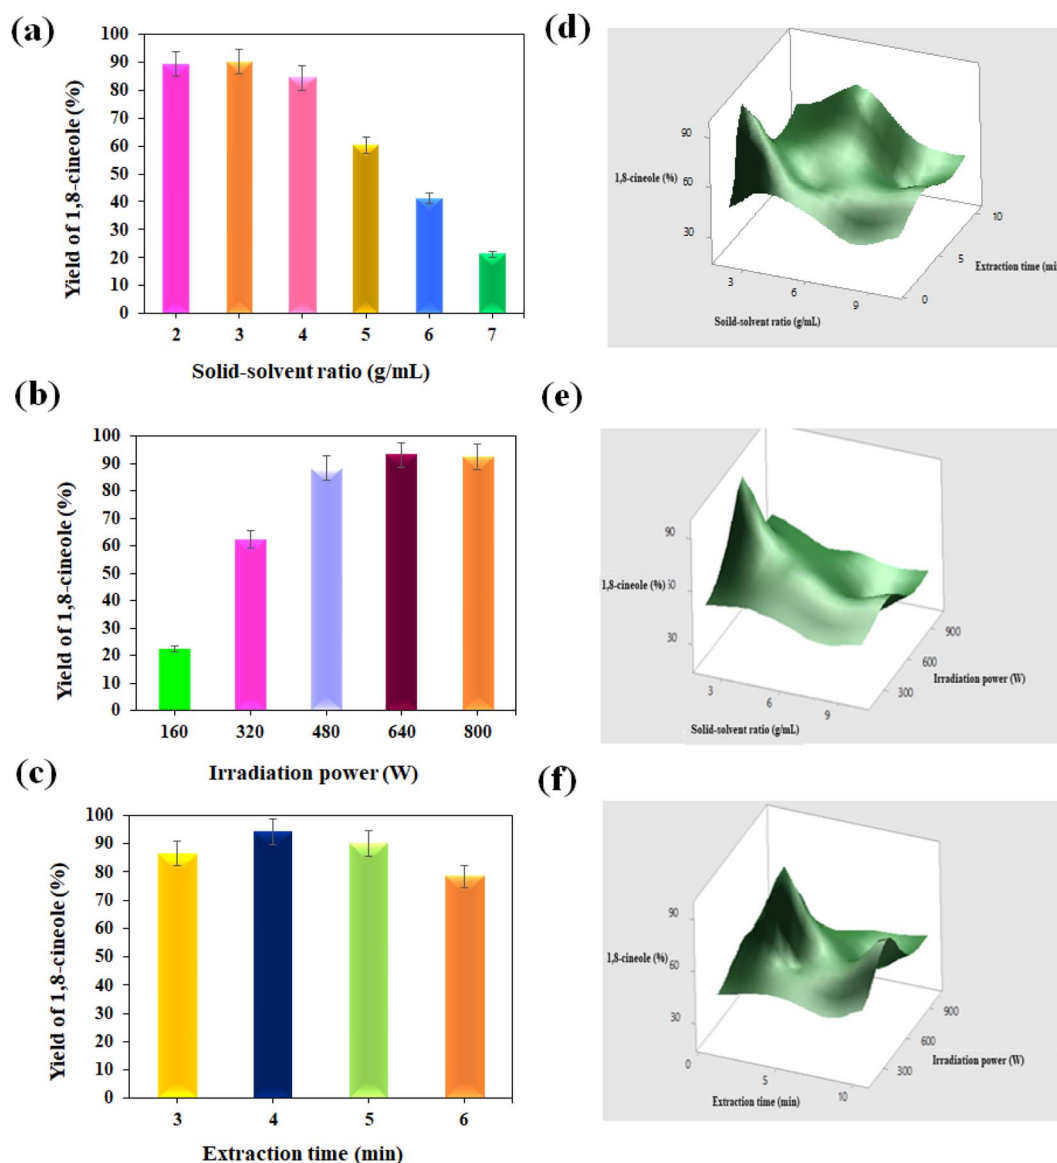 (a)
100
90
80
70
60
50
40
30
20
10
0
Yield of 1,8-cineole (%)
2 3 4 5 6 7
Solid-solvent ratio (g/mL)
(d)
90
60
30
1,8-cineole (%)
3 6 9
Soild-solvent ratio (g/mL)
0 5 10
Extraction time (min
(b)
100
90
80
70
60
50
40
30
20
10
0
Yield of 1,8-cineole (%)
160 320 480 640 800
Irradiation power (W)
(e)
90
60
30
1,8-cineole (%)
3 6 9
Solid-solvent ratio (g/mL)
300 600 900
Irradiation power (W)
(c)
100
90
80
70
60
50
40
30
20
10
0
Yield of 1,8-cineole (%)
3 4 5 6
Extraction time (min)
(f)
90
60
30
1,8-cineole (%)
0 5 10
Extraction time (min)
300 600 900
Irradiation power (W)